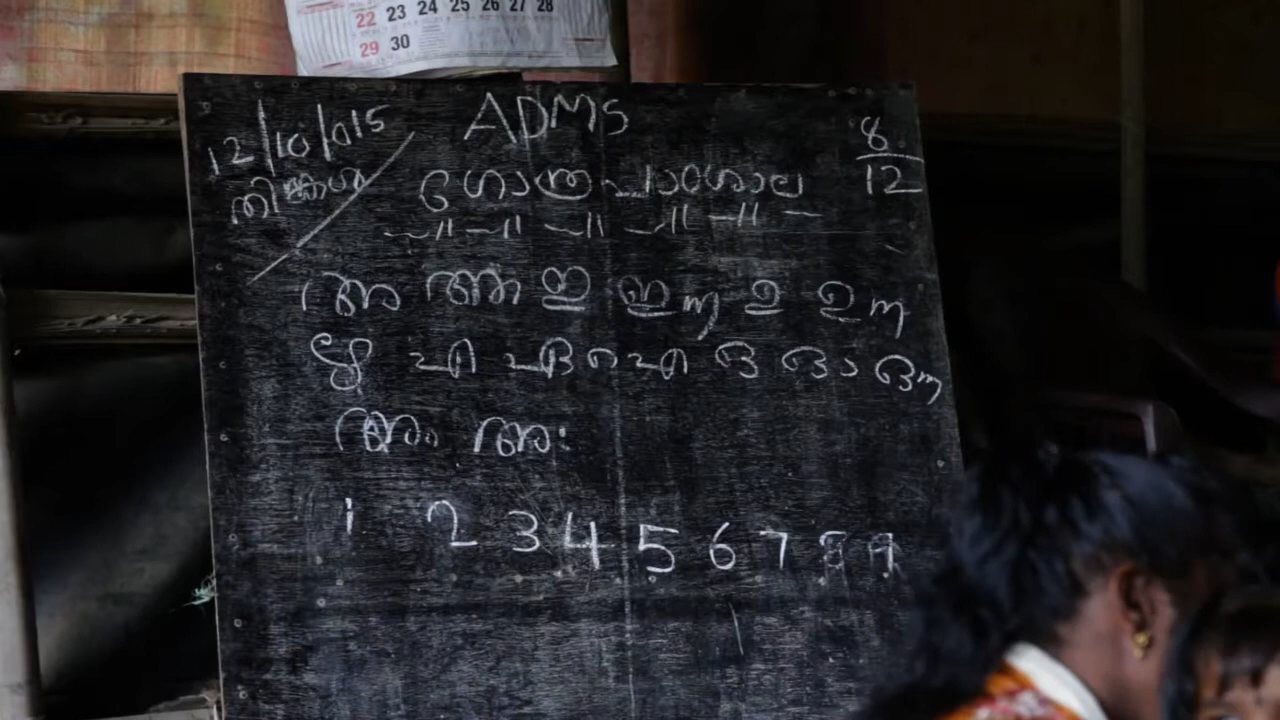 22 23 24 25 26 27 28
29 30
12/10/015
തിങ്കൾ
ADMS
8/12
ഗോത്ര പാഠശാല
അ ആ ഇ ഈ ഉ ഊ
ഋ എ ഏ ഐ ഒ ഓ ഔ
അം അഃ
1 2 3 4 5 6 7 8 9